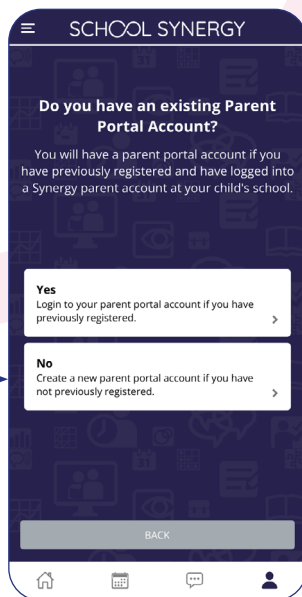 SCHOOL SYNERGY
Do you have an existing Parent
Portal Account?
You will have a parent portal account if you
have previously registered and have logged into
a Synergy parent account at your child's school.
Yes
Login to your parent portal account if you have
previously registered.
No
Create a new parent portal account if you have
not previously registered.
BACK